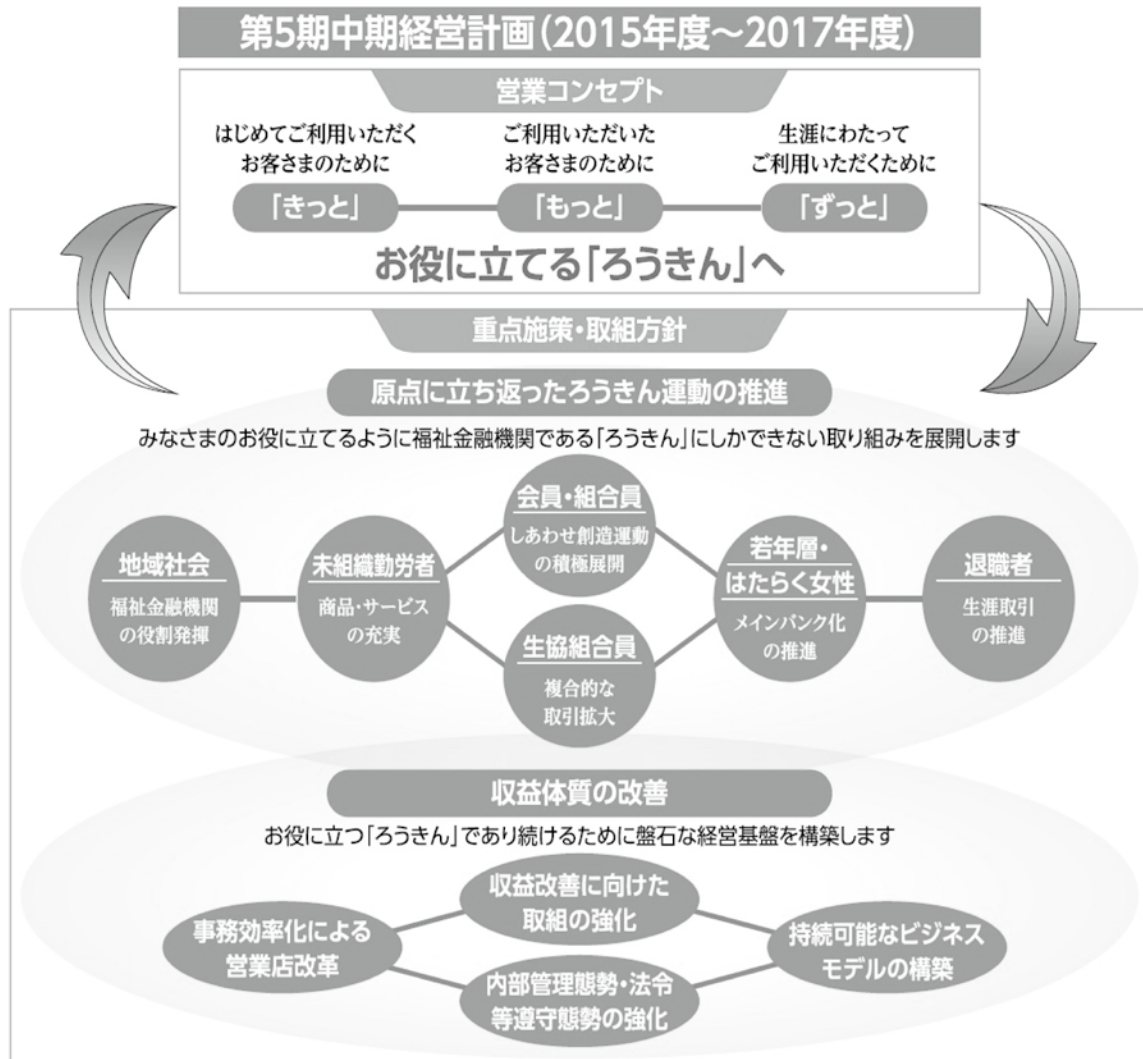 第5期中期経営計画(2015年度~2017年度)
営業コンセプト
はじめてご利用いただく
お客さまのために
「きっと」
ご利用いただいた
お客さまのために
「もっと」
生涯にわたって
ご利用いただくために
「ずっと」
お役に立てる「ろうきん」へ
重点施策・取組方針
原点に立ち返ったろうきん運動の推進
みなさまのお役に立てるように福祉金融機関である「ろうきん」にしかできない取り組みを展開します
地域社会
福祉金融機関
の役割発揮
未組織勤労者
商品・サービス
の充実
会員・組合員
しあわせ創造運動
の積極展開
生協組合員
複合的な
取引拡大
若年層・
はたらく女性
メインバンク化
の推進
退職者
生涯取引
の推進
収益体質の改善
お役に立つ「ろうきん」であり続けるために盤石な経営基盤を構築します
事務効率化による
営業店改革
収益改善に向けた
取組の強化
内部管理態勢・法令
等遵守態勢の強化
持続可能なビジネス
モデルの構築